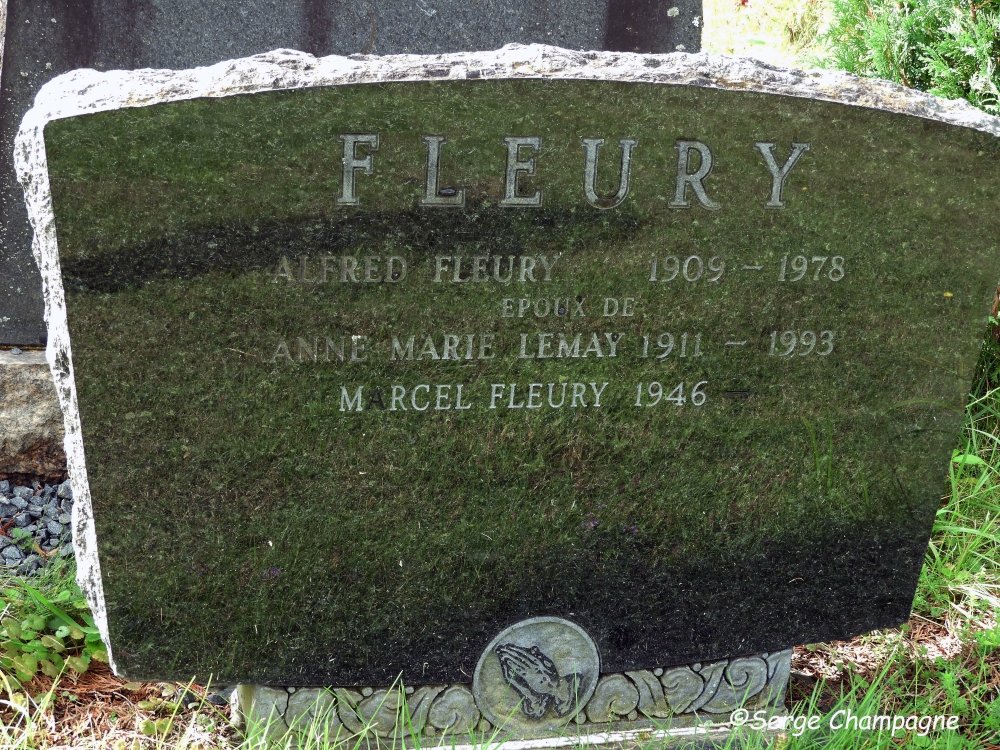 FLEURY
ALFRED FLEURY 1909 - 1978
EPOUX DE
ANNE MARIE LEMAY 1911 - 1993
MARCEL FLEURY 1946 -
©Serge Champagne